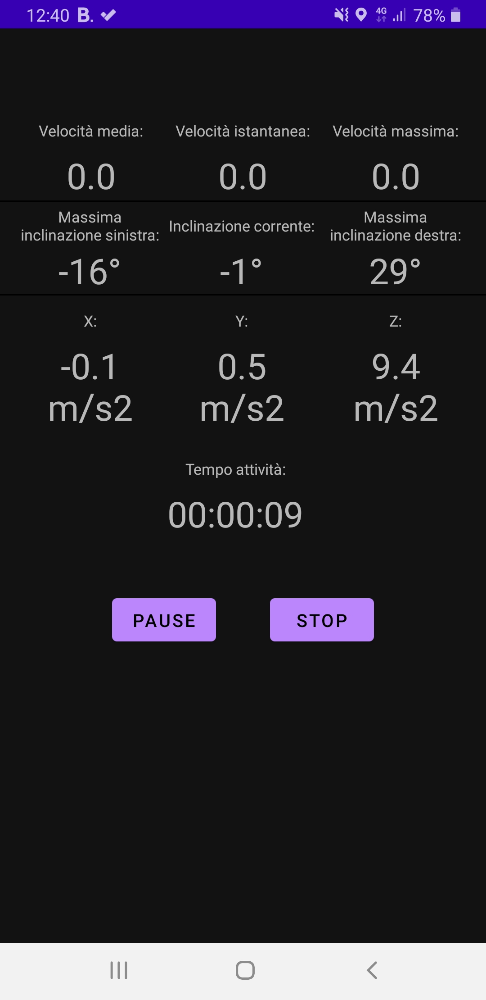 12:40 B. 4G 78%
Velocità media: Velocità istantanea: Velocità massima:
0.0 0.0 0.0
Massima inclinazione sinistra: Inclinazione corrente: Massima inclinazione destra:
-16° -1° 29°
X: Y: Z:
-0.1 0.5 9.4
m/s2 m/s2 m/s2
Tempo attività:
00:00:09
PAUSE STOP